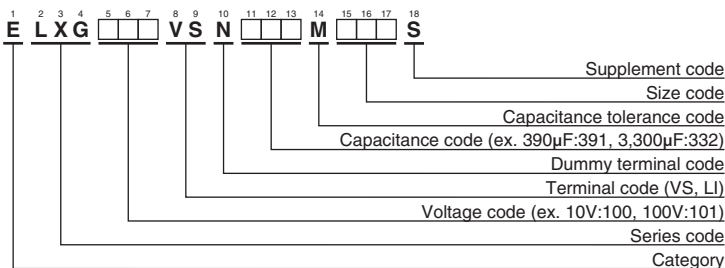 1 2 3 4 5 6 7 8 9 10 11 12 13 14 15 16 17 18
E L X G V S N M S
Supplement code
Size code
Capacitance tolerance code
Capacitance code (ex. 390µF:391, 3,300µF:332)
Dummy terminal code
Terminal code (VS, LI)
Voltage code (ex. 10V:100, 100V:101)
Series code
Category